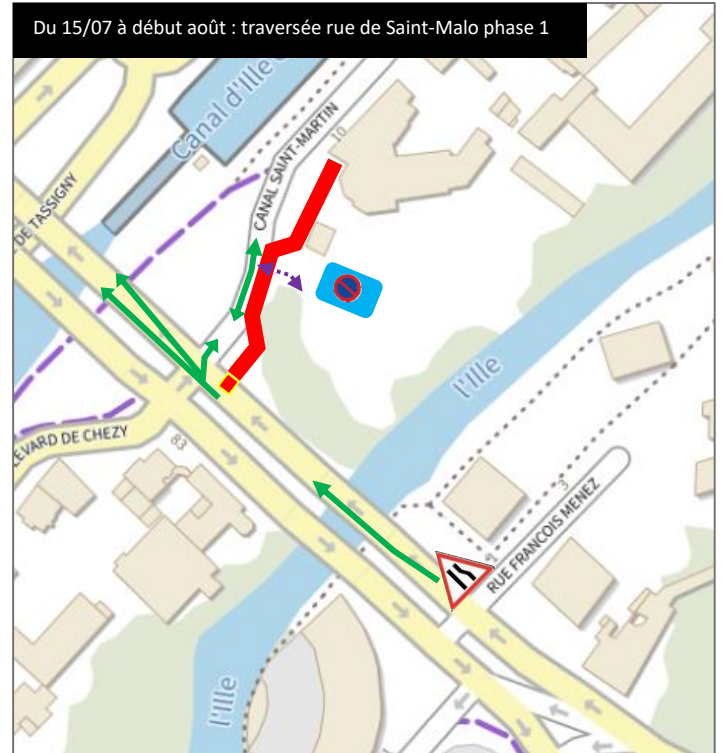 Du 15/07 à début août : traversée rue de Saint-Malo phase 1
Canal d'Ille
10
CANAL SAINT-MARTIN
DE TASSIGNY
l'Ille
LEVARD DE CHEZY
83
3
RUE FRANCOIS MENEZ
l'Ille